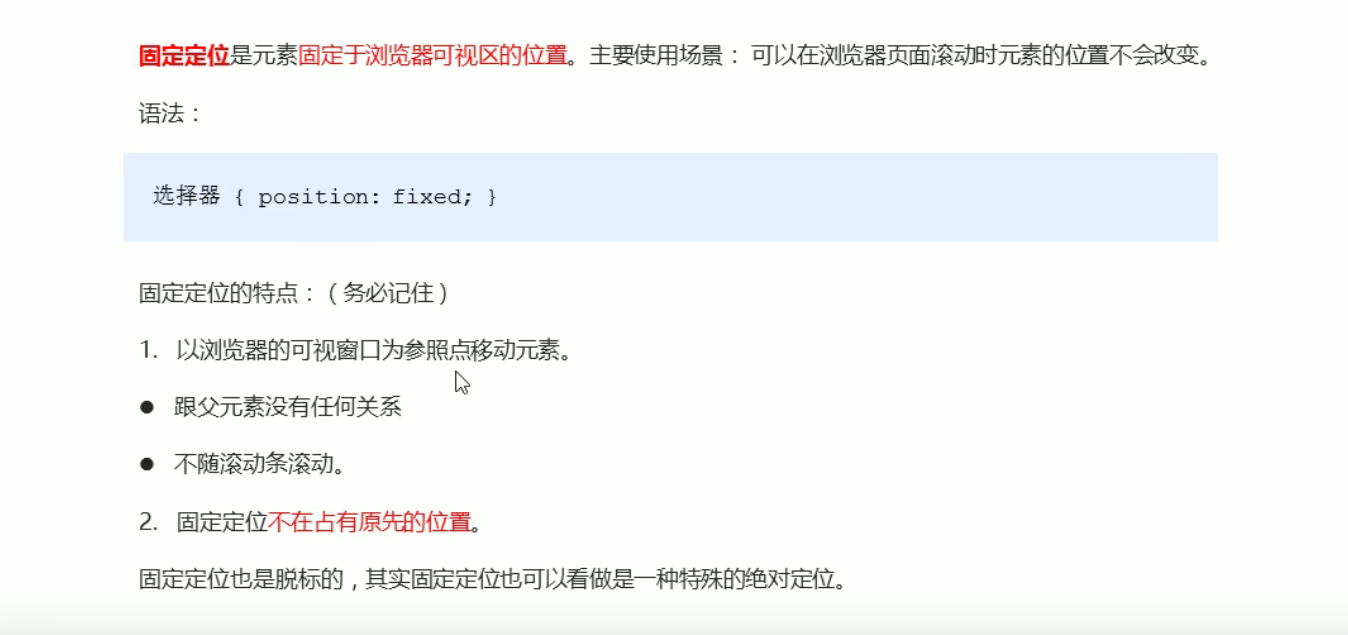 固定定位是元素固定于浏览器可视区的位置。主要使用场景： 可以在浏览器页面滚动时元素的位置不会改变。
语法：
选择器 { position: fixed; }
固定定位的特点：（务必记住）
1. 以浏览器的可视窗口为参照点移动元素。
● 跟父元素没有任何关系
● 不随滚动条滚动。
2. 固定定位不在占有原先的位置。
固定定位也是脱标的，其实固定定位也可以看做是一种特殊的绝对定位。